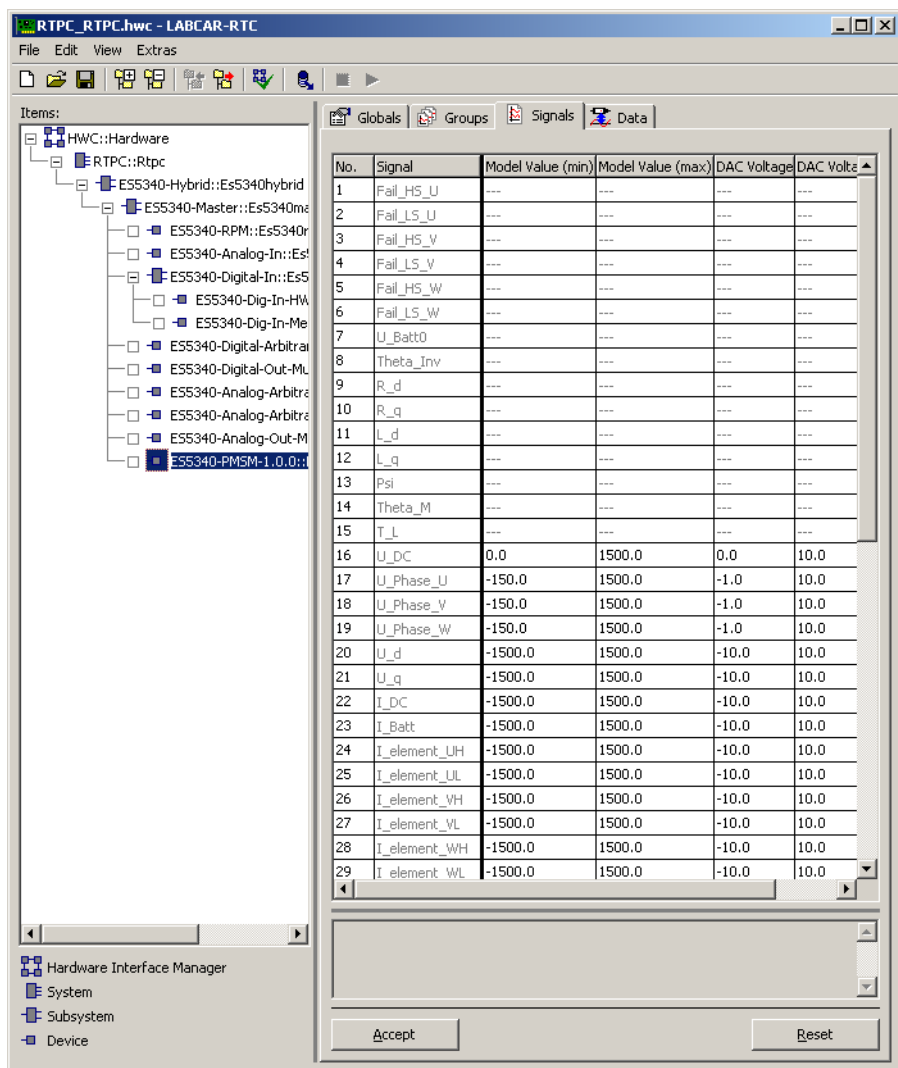 RTPC_RTPC.hwc - LABCAR-RTC
File Edit View Extras
Items:
HWC::Hardware
RTPC::Rtpc
ES5340-Hybrid::Es5340hybrid
ES5340-Master::Es5340ma
ES5340-RPM::Es5340r
ES5340-Analog-In::Es5
ES5340-Digital-In::Es5
ES5340-Dig-In-HW
ES5340-Dig-In-Me
ES5340-Digital-Arbitrar
ES5340-Digital-Out-Mu
ES5340-Analog-Arbitra
ES5340-Analog-Arbitra
ES5340-Analog-Out-M
ES5340-PMSM-1.0.0::
Hardware Interface Manager
System
Subsystem
Device
Globals Groups Signals Data
No. Signal Model Value (min) Model Value (max) DAC Voltage DAC Volta
1 Fail_HS_U --- --- --- ---
2 Fail_LS_U --- --- --- ---
3 Fail_HS_V --- --- --- ---
4 Fail_LS_V --- --- --- ---
5 Fail_HS_W --- --- --- ---
6 Fail_LS_W --- --- --- ---
7 U_Batt0 --- --- --- ---
8 Theta_Inv --- --- --- ---
9 R_d --- --- --- ---
10 R_q --- --- --- ---
11 L_d --- --- --- ---
12 L_q --- --- --- ---
13 Psi --- --- --- ---
14 Theta_M --- --- --- ---
15 T_L --- --- --- ---
16 U_DC 0.0 1500.0 0.0 10.0
17 U_Phase_U -150.0 1500.0 -1.0 10.0
18 U_Phase_V -150.0 1500.0 -1.0 10.0
19 U_Phase_W -150.0 1500.0 -1.0 10.0
20 U_d -1500.0 1500.0 -10.0 10.0
21 U_q -1500.0 1500.0 -10.0 10.0
22 I_DC -1500.0 1500.0 -10.0 10.0
23 I_Batt -1500.0 1500.0 -10.0 10.0
24 I_element_UH -1500.0 1500.0 -10.0 10.0
25 I_element_UL -1500.0 1500.0 -10.0 10.0
26 I_element_VH -1500.0 1500.0 -10.0 10.0
27 I_element_VL -1500.0 1500.0 -10.0 10.0
28 I_element_WH -1500.0 1500.0 -10.0 10.0
29 I_element_WL -1500.0 1500.0 -10.0 10.0
Accept Reset